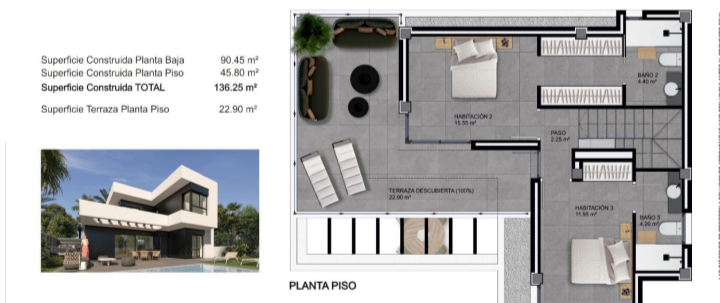 Superficie Construida Planta Baja 90.45 m²
Superficie Construida Planta Piso 45.80 m²
Superficie Construida TOTAL 136.25 m²
Superficie Terraza Planta Piso 22.90 m²
BAÑO 2
4.40 m²
HABITACIÓN 2
15.55 m²
PASO
2.25 m²
TERRAZA DESCUBIERTA (100%)
22.90 m²
HABITACIÓN 3
11.95 m²
BAÑO 3
4.20 m²
PLANTA PISO